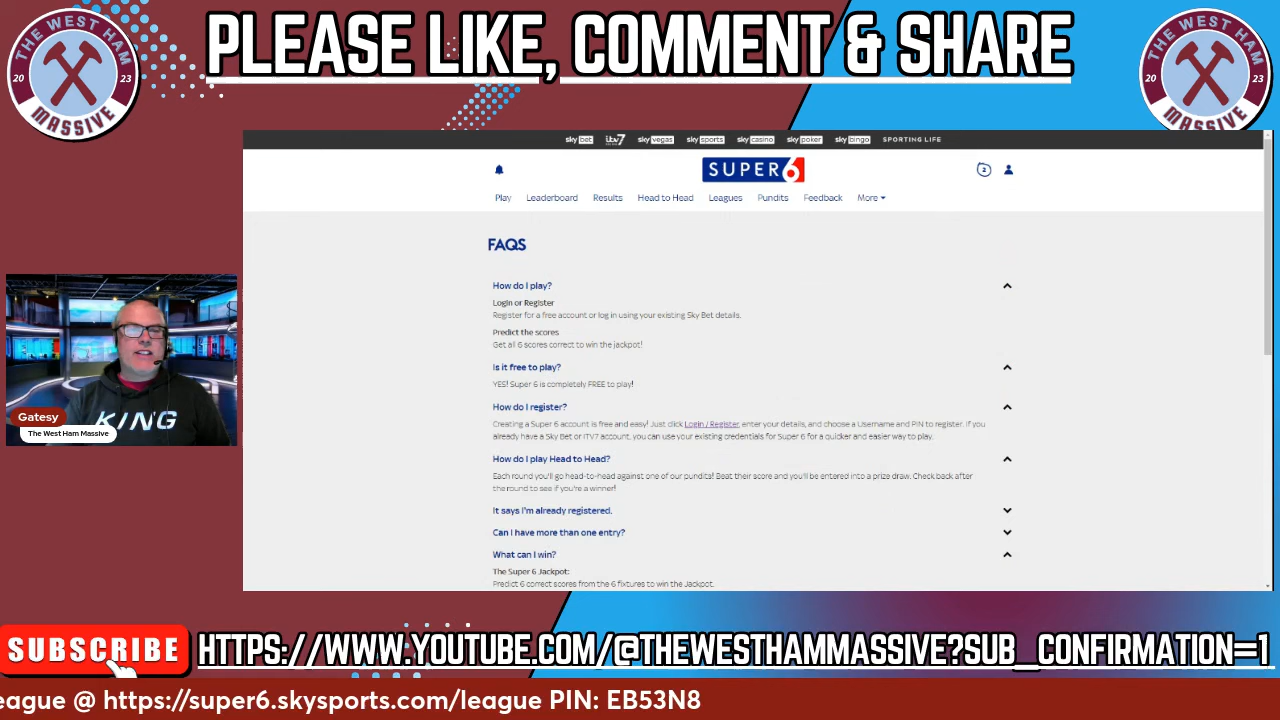 PLEASE LIKE, COMMENT & SHARE
THE WEST HAM
20 23
MASSIVE
THE WEST HAM
20 23
MASSIVE
sky bet itv7 sky vegas sky sports sky casino sky poker sky bingo SPORTING LIFE
SUPER 6
2
Play Leaderboard Results Head to Head Leagues Pundits Feedback More
FAQS
How do I play?
Login or Register
Register for a free account or log in using your existing Sky Bet details.
Predict the scores
Get all 6 scores correct to win the jackpot!
Is it free to play?
YES! Super 6 is completely FREE to play!
How do I register?
Creating a Super 6 account is free and easy! Just click Login / Register, enter your details, and choose a Username and PIN to register. If you
already have a Sky Bet or ITV7 account, you can use your existing credentials for Super 6 for a quicker and easier way to play.
How do I play Head to Head?
Each round you'll go head-to-head against one of our pundits! Beat their score and you'll be entered into a prize draw. Check back after
the round to see if you're a winner!
It says I'm already registered.
Can I have more than one entry?
What can I win?
The Super 6 Jackpot:
Predict 6 correct scores from the 6 fixtures to win the Jackpot.
KING
Gatesy
The West Ham Massive
SUBSCRIBE
HTTPS://WWW.YOUTUBE.COM/@THEWESTHAMMASSIVE?SUB_CONFIRMATION=1
eague @ https://super6.skysports.com/league PIN: EB53N8